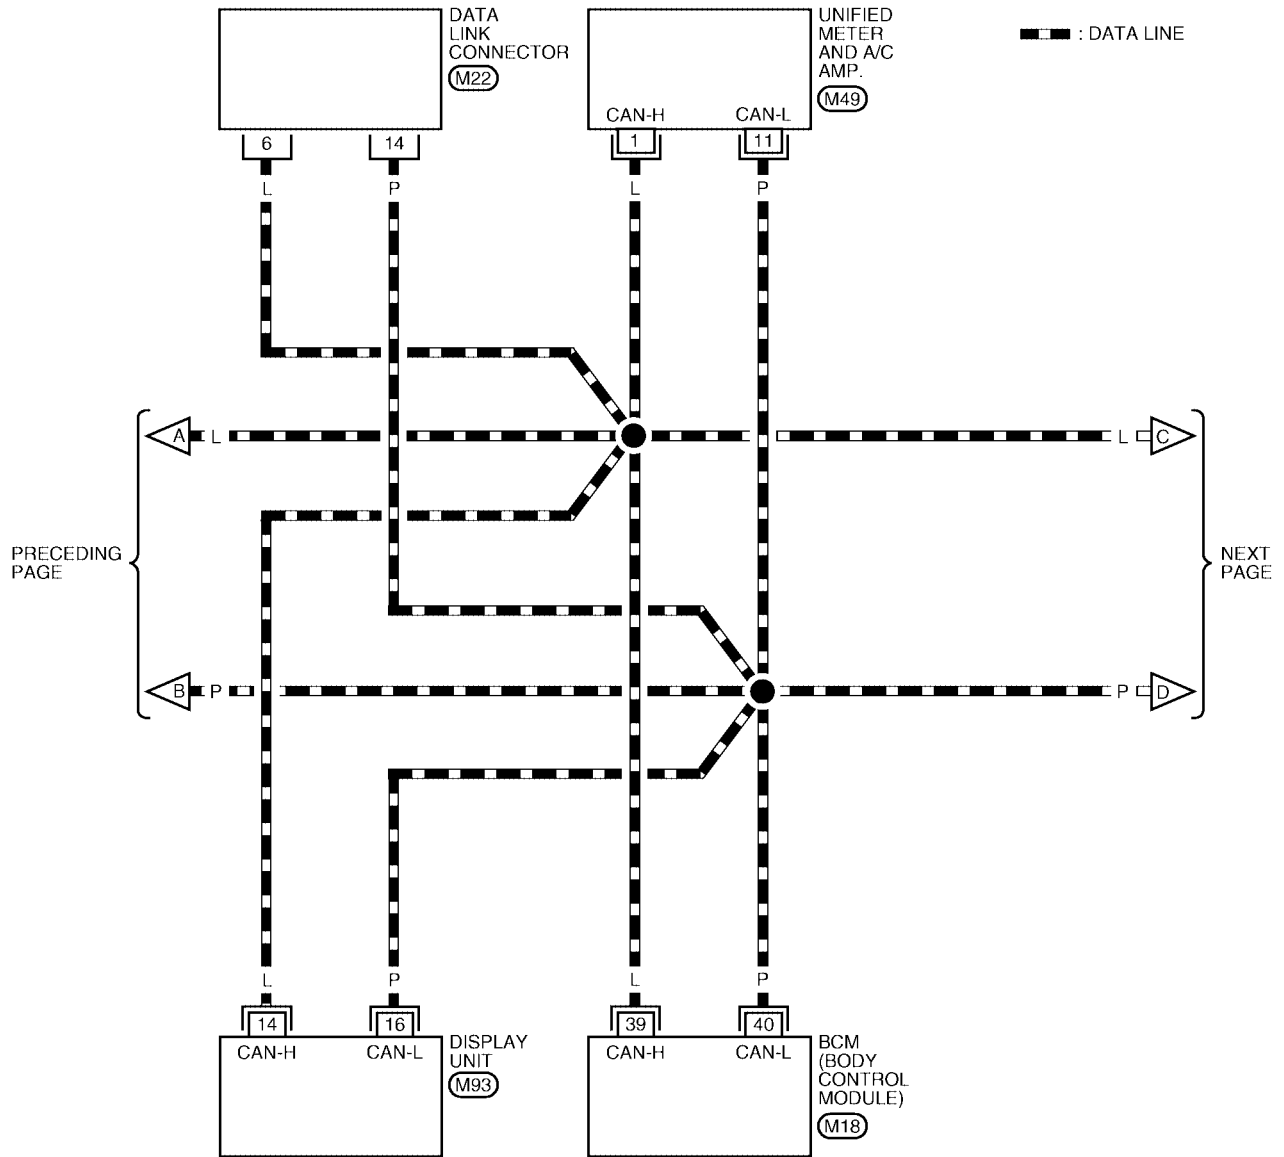 DATA
LINK
CONNECTOR
M22
UNIFIED
METER
AND A/C
AMP.
M49
: DATA LINE
CAN-H
CAN-L
6
14
1
11
L
P
L
P
A
L
L
C
PRECEDING
PAGE
NEXT
PAGE
B
P
P
D
L
P
L
P
14
16
39
40
CAN-H
CAN-L
DISPLAY
UNIT
M93
CAN-H
CAN-L
BCM
(BODY
CONTROL
MODULE)
M18